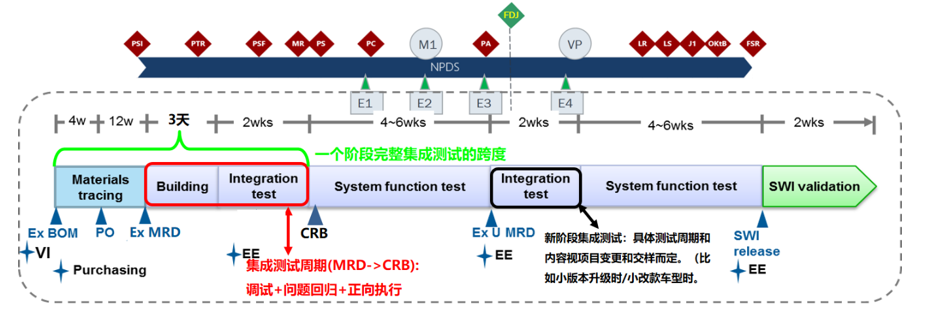 FDJ
PSI PTR PSF MR PS PC M1 PA VP LR LS J1 OKtB FSR
NPDS
E1 E2 E3 E4
4w 12w 3天 2wks 4~6wks 2wks 4~6wks 2wks
一个阶段完整集成测试的跨度
Materials tracing
Building
Integration test
System function test
Integration test
System function test
SWI validation
Ex BOM PO Ex MRD
CRB
Ex U MRD
SWI release
VI
Purchasing
EE
EE
EE
集成测试周期(MRD->CRB):
调试+问题回归+正向执行
新阶段集成测试：具体测试周期和
内容视项目变更和交样而定。（比
如小版本升级时/小改款车型时。